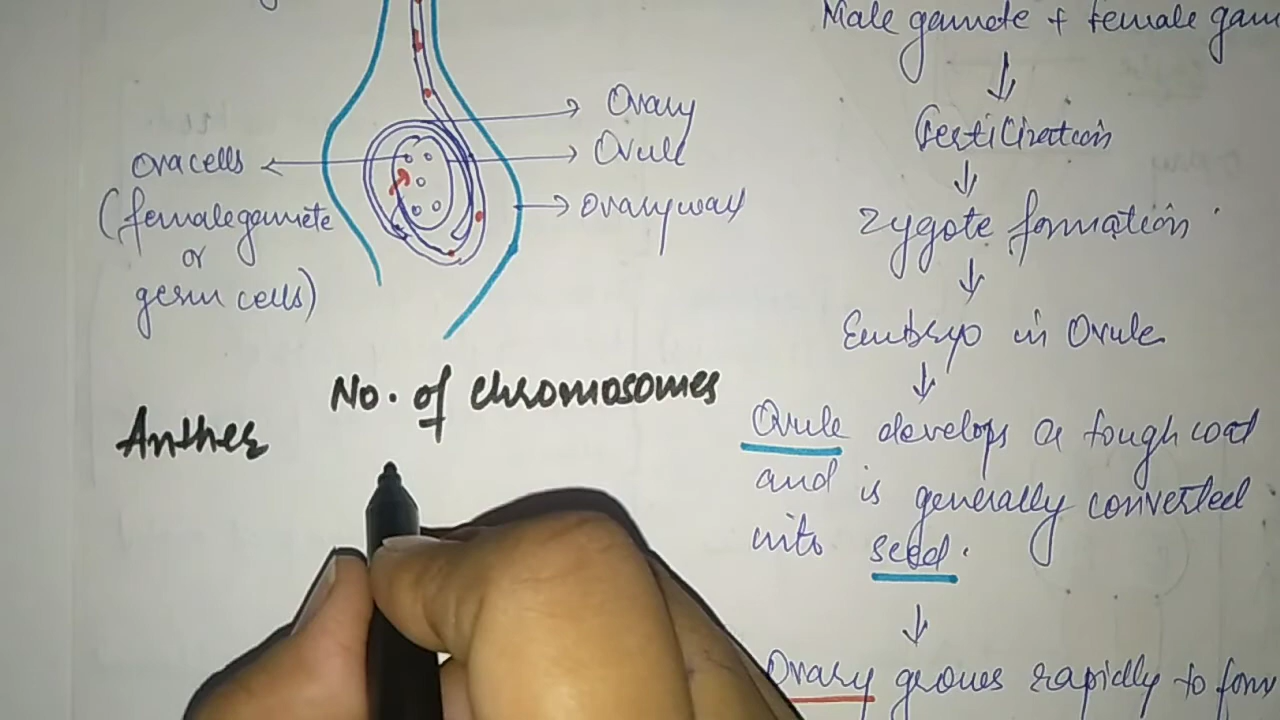 Male gamete + female gam
Ovary
Ovule
ovary wall
ova cells
(female gamete
or
germ cells)
Fertilization
Zygote formation
Embryo in Ovule
Ovule develops a tough coat
and is generally converted
into seed.
Ovary grows rapidly to form
No. of chromosomes
Anther